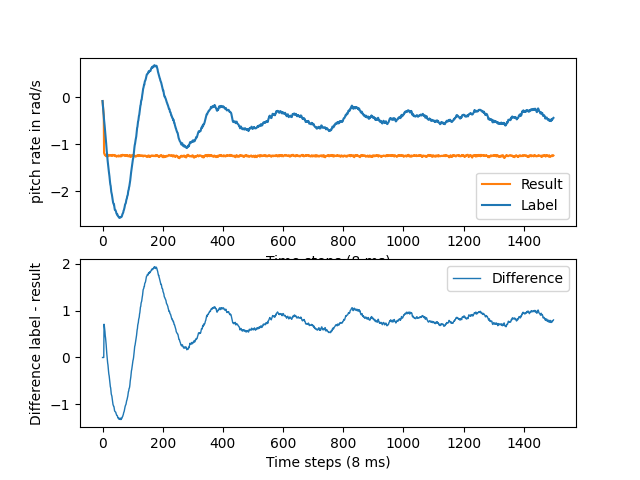 0
−1
−2
pitch rate in rad/s
Result
Label
0 200 400 600 800 1000 1200 1400
Time steps (8 ms)
2
1
0
−1
Difference label - result
Difference
0 200 400 600 800 1000 1200 1400
Time steps (8 ms)